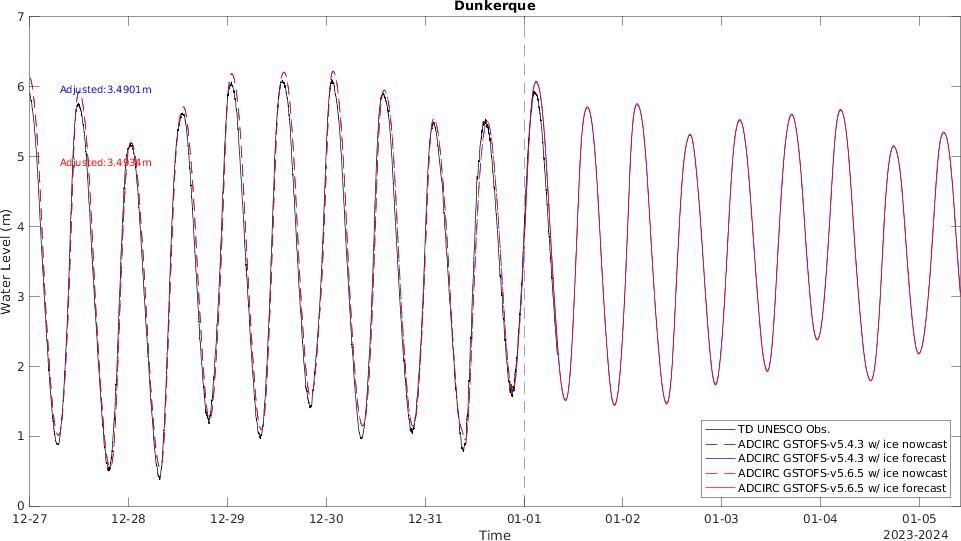 Dunkerque
7
6
5
4
3
2
1
0
Water Level (m)
Adjusted:3.4901m
Adjusted:3.4934m
TD UNESCO Obs.
ADCIRC GSTOFS-v5.4.3 w/ ice nowcast
ADCIRC GSTOFS-v5.4.3 w/ ice forecast
ADCIRC GSTOFS-v5.6.5 w/ ice nowcast
ADCIRC GSTOFS-v5.6.5 w/ ice forecast
12-27 12-28 12-29 12-30 12-31 01-01 01-02 01-03 01-04 01-05
Time
2023-2024